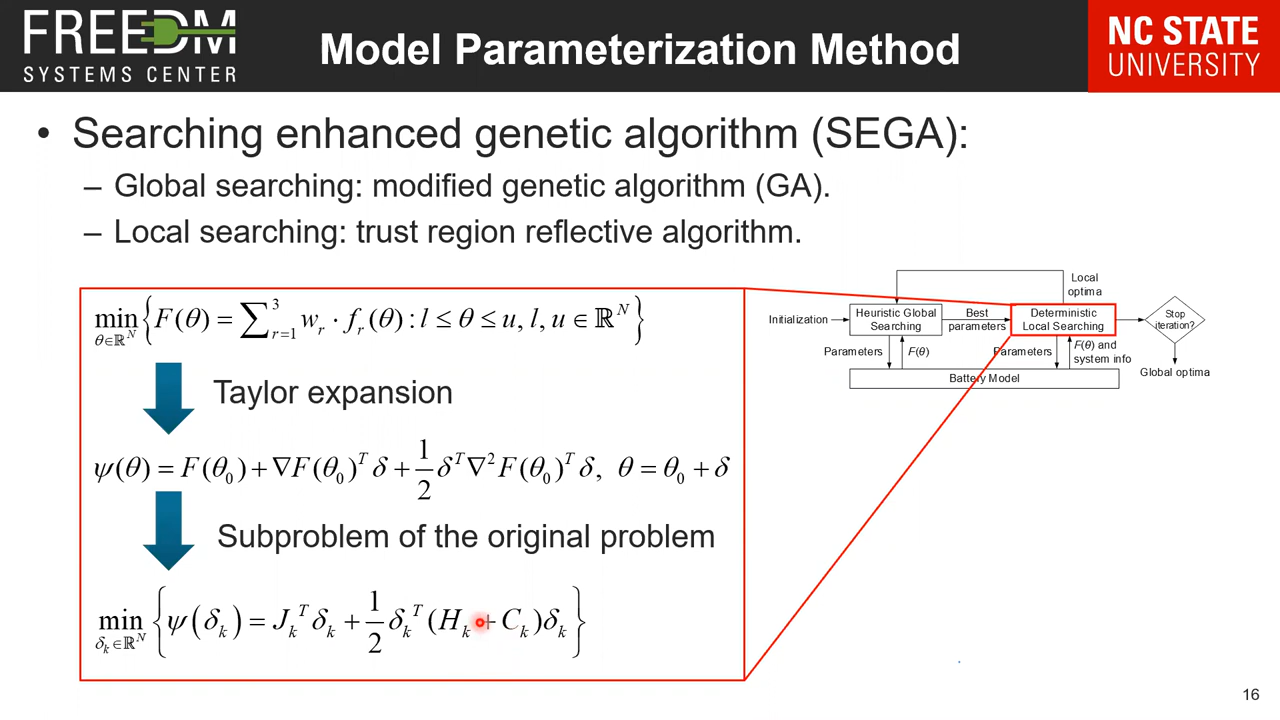 FREEDM
SYSTEMS CENTER
Model Parameterization Method
NC STATE
UNIVERSITY
• Searching enhanced genetic algorithm (SEGA):
– Global searching: modified genetic algorithm (GA).
– Local searching: trust region reflective algorithm.
min_{θ∈ℝ^N} { F(θ) = ∑_{r=1}^{3} w_r · f_r(θ) : l ≤ θ ≤ u, l, u ∈ ℝ^N }
Taylor expansion
ψ(θ) = F(θ_0) + ∇F(θ_0)^T δ + 1/2 δ^T ∇^2 F(θ_0)^T δ, θ = θ_0 + δ
Subproblem of the original problem
min_{δ_k∈ℝ^N} { ψ(δ_k) = J_k^T δ_k + 1/2 δ_k^T (H_k + C_k) δ_k }
Local
optima
Initialization
Heuristic Global
Searching
Best
parameters
Deterministic
Local Searching
Stop
iteration?
Parameters
F(θ)
Parameters
F(θ) and
system info
Battery Model
Global optima
16